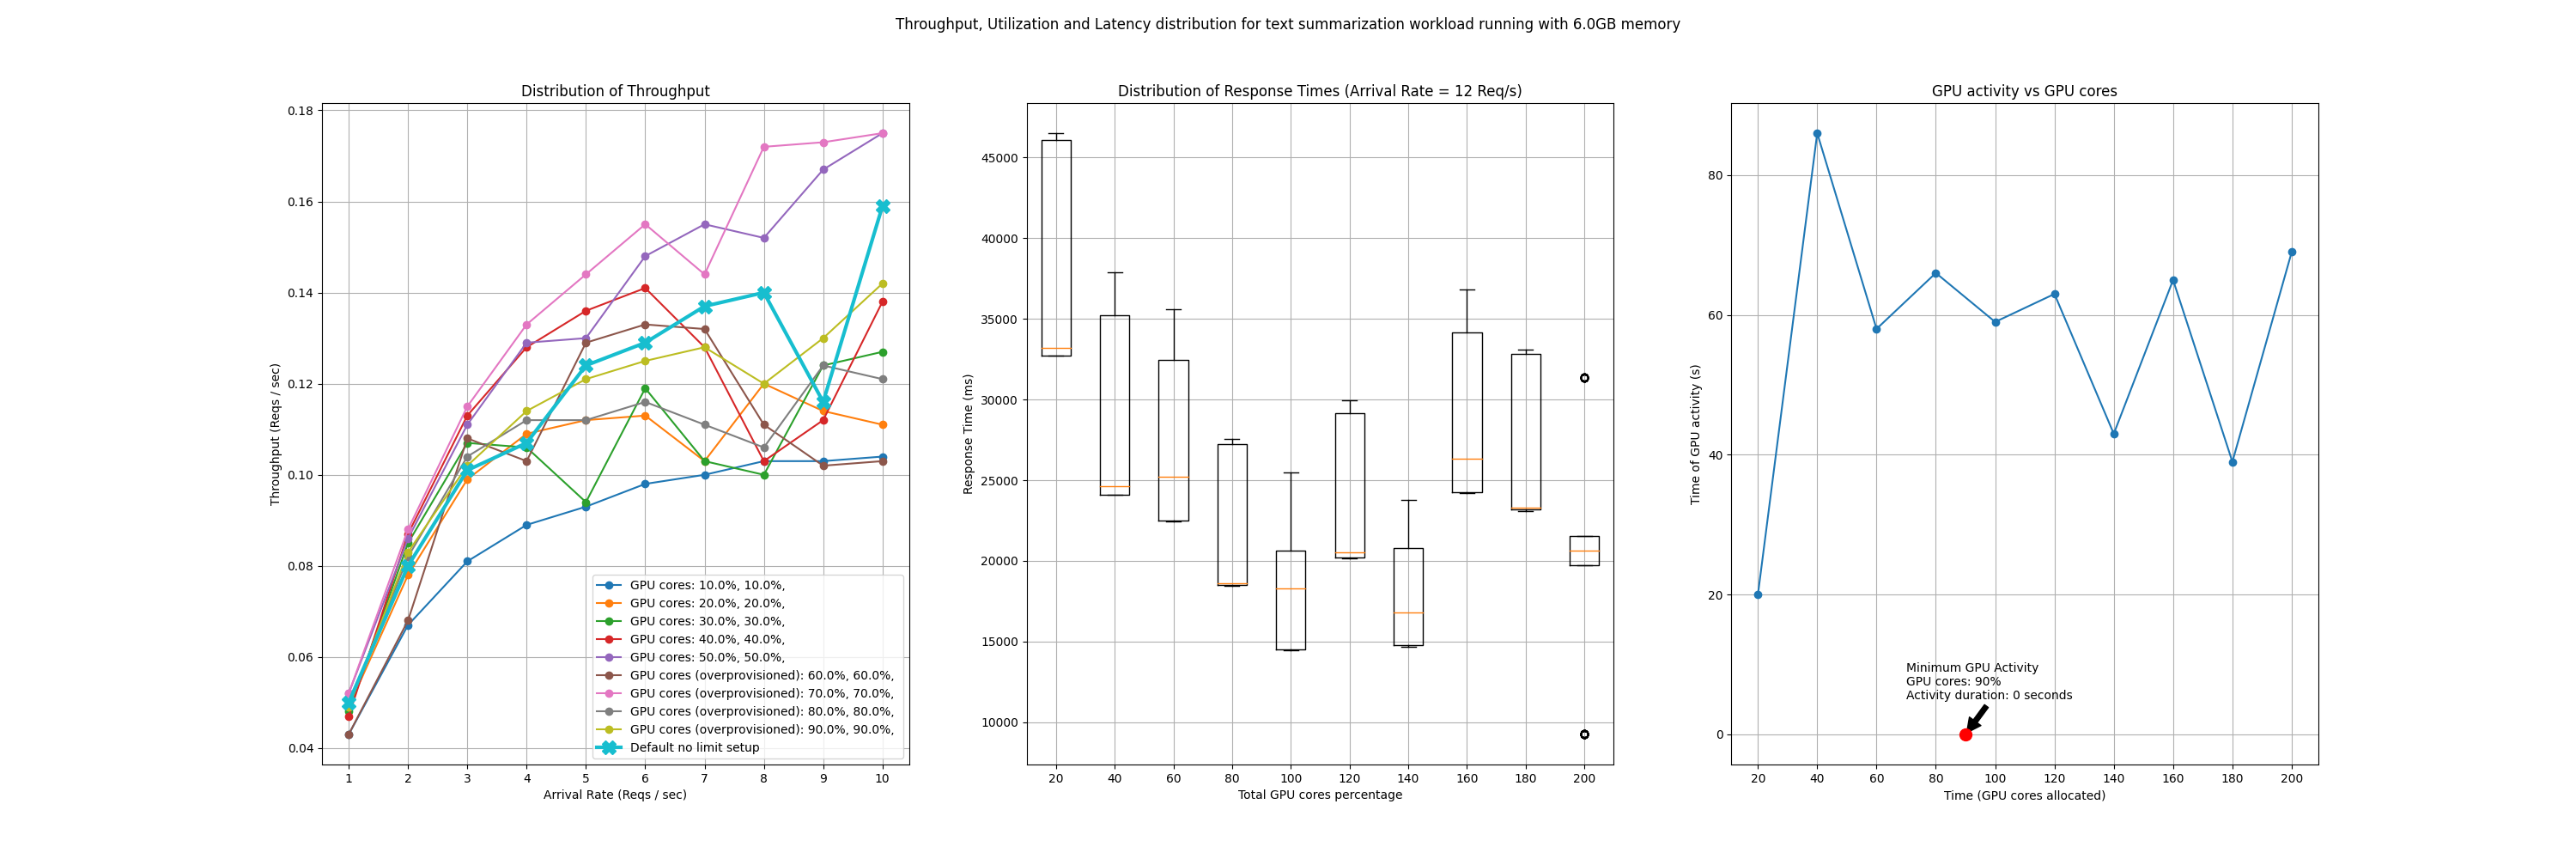 Throughput, Utilization and Latency distribution for text summarization workload running with 6.0GB memory
Distribution of Throughput
0.18
0.16
0.14
0.12
0.10
0.08
0.06
0.04
Throughput (Reqs / sec)
1 2 3 4 5 6 7 8 9 10
Arrival Rate (Reqs / sec)
GPU cores: 10.0%, 10.0%,
GPU cores: 20.0%, 20.0%,
GPU cores: 30.0%, 30.0%,
GPU cores: 40.0%, 40.0%,
GPU cores: 50.0%, 50.0%,
GPU cores (overprovisioned): 60.0%, 60.0%,
GPU cores (overprovisioned): 70.0%, 70.0%,
GPU cores (overprovisioned): 80.0%, 80.0%,
GPU cores (overprovisioned): 90.0%, 90.0%,
Default no limit setup
Distribution of Response Times (Arrival Rate = 12 Req/s)
45000
40000
35000
30000
25000
20000
15000
10000
Response Time (ms)
20 40 60 80 100 120 140 160 180 200
Total GPU cores percentage
GPU activity vs GPU cores
80
60
40
20
0
Time of GPU activity (s)
Minimum GPU Activity
GPU cores: 90%
Activity duration: 0 seconds
20 40 60 80 100 120 140 160 180 200
Time (GPU cores allocated)